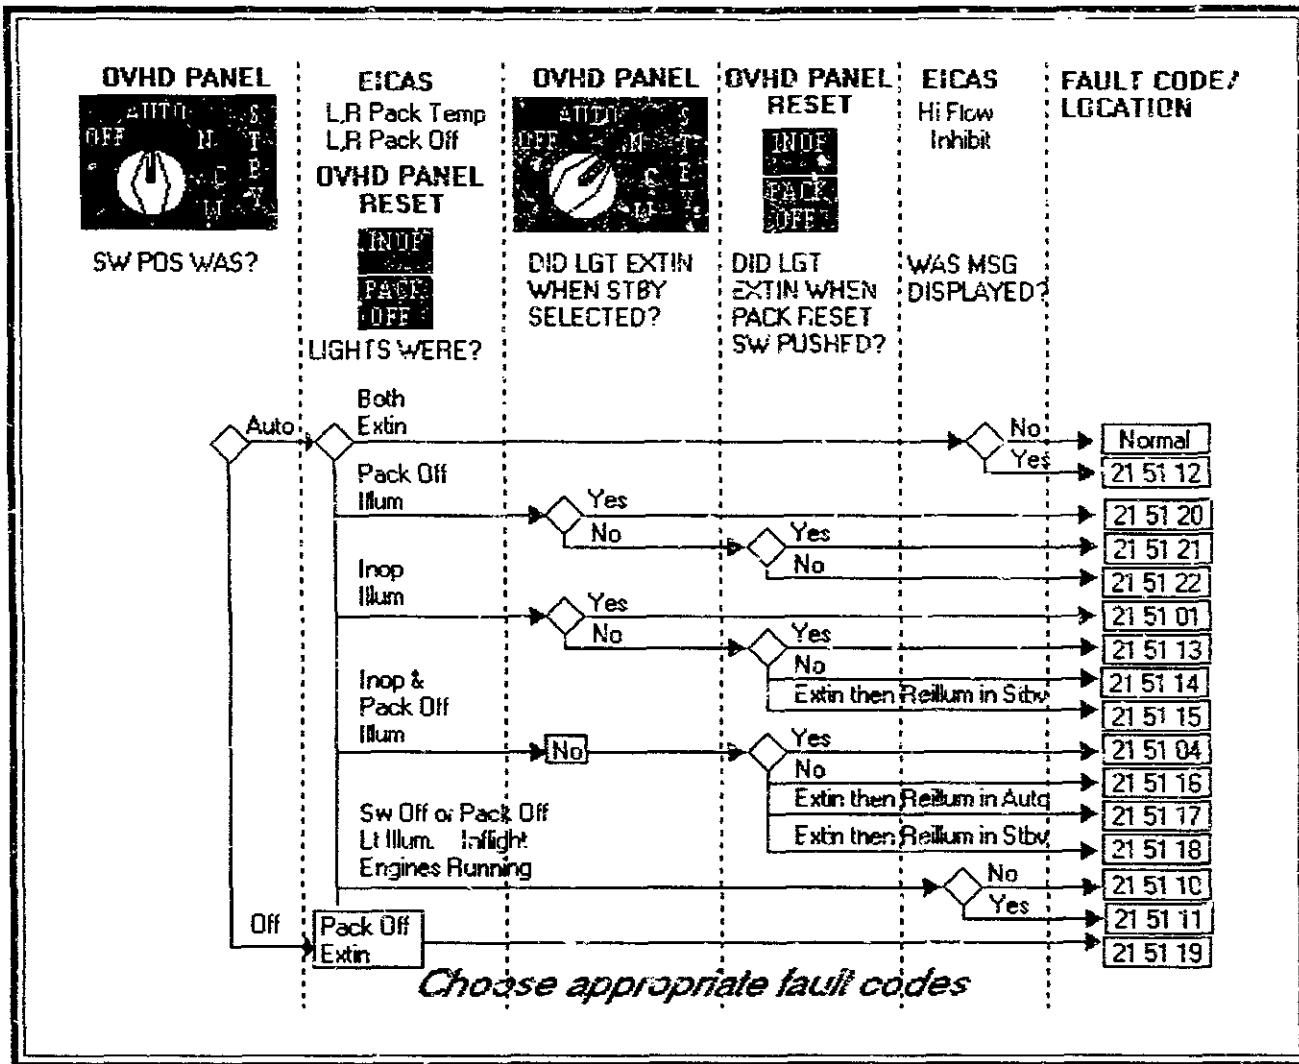 OVHD PANEL
OFF AUTO N C W STBY
SW POS WAS?
EICAS
L,R Pack Temp
L,R Pack Off
OVHD PANEL
RESET
INOP
PACK
OFF
LIGHTS WERE?
OVHD PANEL
OFF AUTO N C W STBY
DID LGT EXTIN
WHEN STBY
SELECTED?
OVHD PANEL
RESET
INOP
PACK
OFF
DID LGT
EXTIN WHEN
PACK RESET
SW PUSHED?
EICAS
Hi Flow
Inhibit
WAS MSG
DISPLAYED?
FAULT CODE/
LOCATION
Auto
Both
Extin
No
Normal
Yes
21 51 12
Pack Off
Illum
Yes
21 51 20
No
Yes
21 51 21
No
21 51 22
Inop
Illum
Yes
21 51 01
No
Yes
21 51 13
No
21 51 14
Extin then Reillum in Stby
21 51 15
Inop &
Pack Off
Illum
No
Yes
21 51 04
No
21 51 16
Extin then Reillum in Auto
21 51 17
Extin then Reillum in Stby
21 51 18
Sw Off or Pack Off
Lt Illum. Inflight
Engines Running
No
21 51 10
Yes
21 51 11
Off
Pack Off
Extin
21 51 19
Choose appropriate fault codes